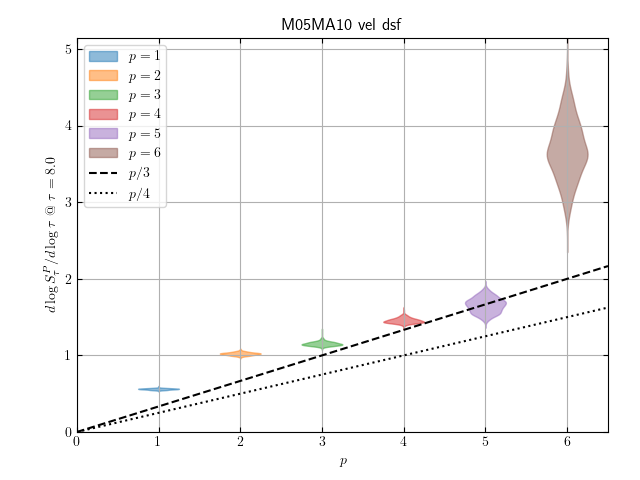 M05MA10 vel dsf
d log S_τ^P / d log τ @ τ = 8.0
5
4
3
2
1
0
p = 1
p = 2
p = 3
p = 4
p = 5
p = 6
p/3
p/4
0 1 2 3 4 5 6
p